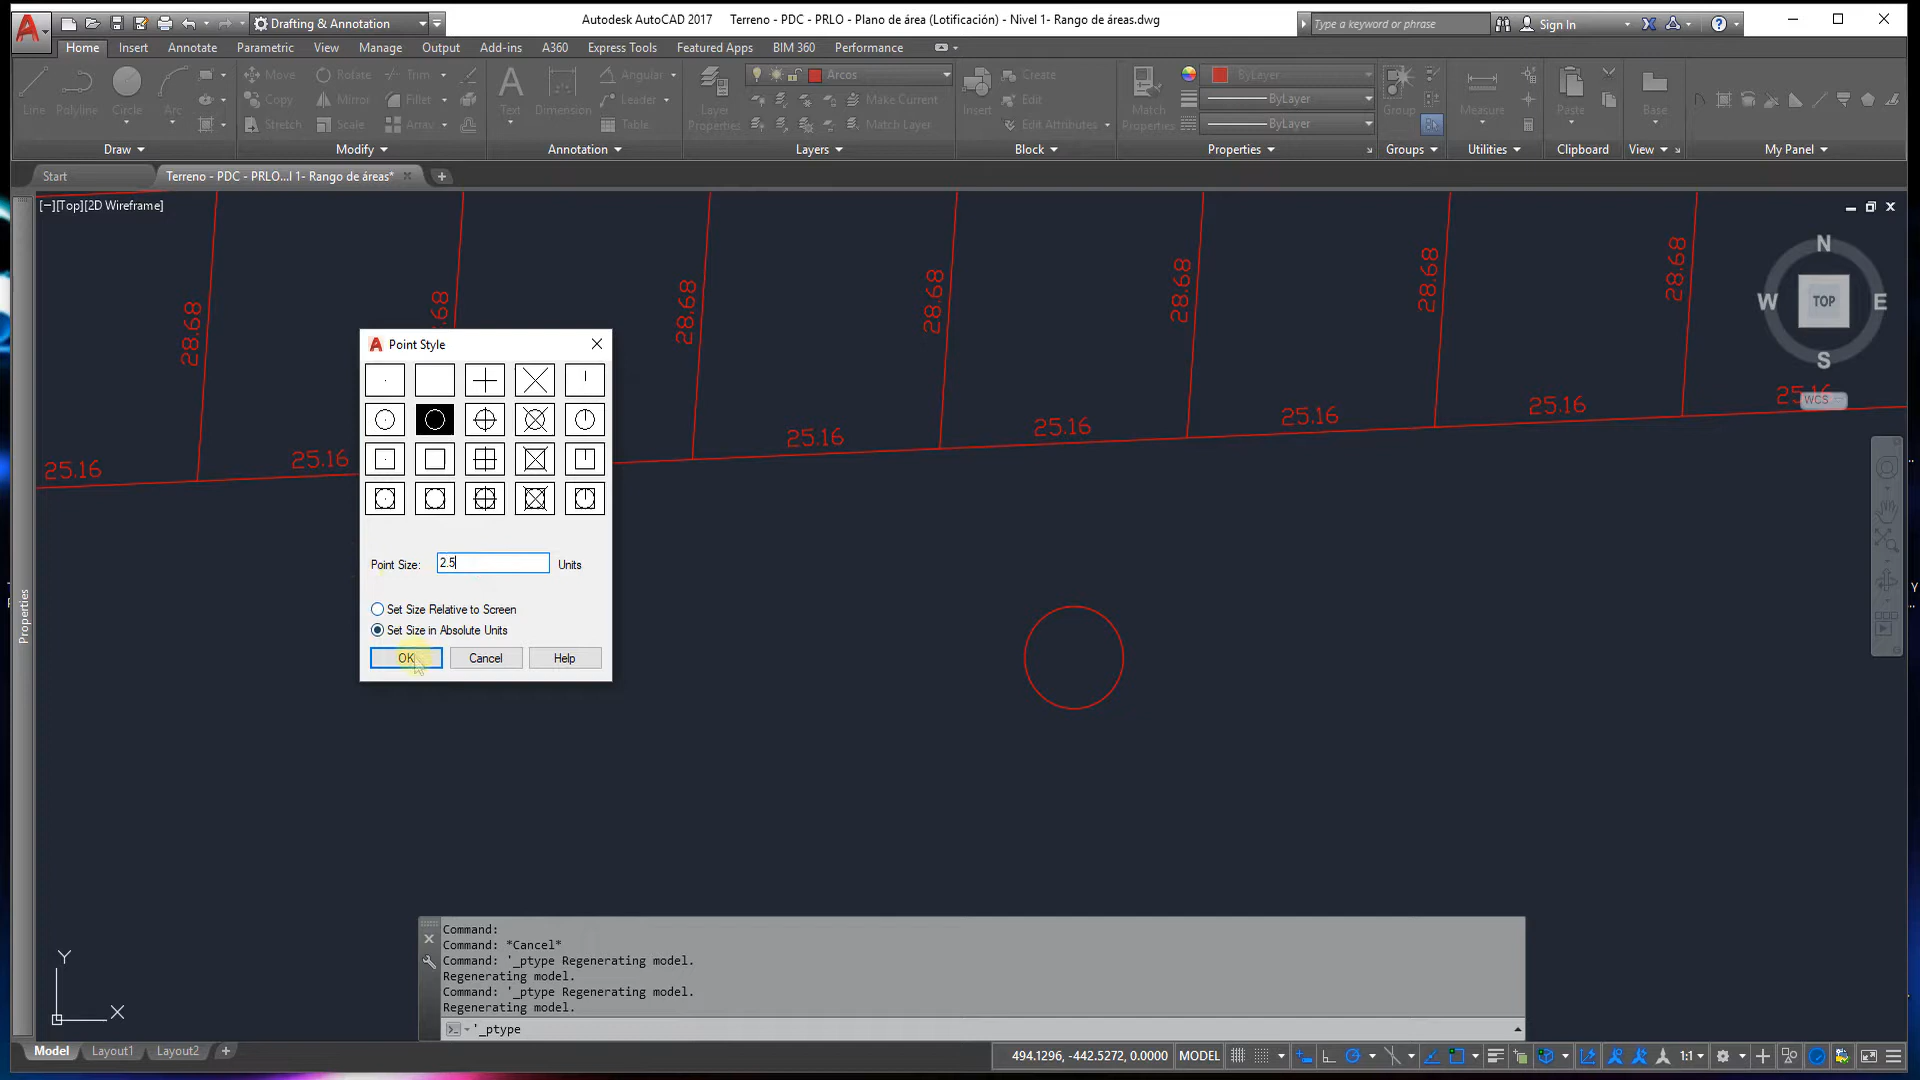 Drafting & Annotation
Autodesk AutoCAD 2017 Terreno - PDC - PRLO - Plano de área (Lotificación) - Nivel 1- Rango de áreas.dwg
Type a keyword or phrase
Sign In
Home Insert Annotate Parametric View Manage Output Add-ins A360 Express Tools Featured Apps BIM 360 Performance
Line Polyline Circle Arc
Move Rotate Trim
Copy Mirror Fillet
Stretch Scale Array
Text Dimension
Angular
Leader
Table
Layer Properties
Arcos
Make Current
Match Layer
Insert
Create
Edit
Edit Attributes
Match Properties
ByLayer
ByLayer
ByLayer
Group Measure Paste Base
Draw Modify Annotation Layers Block Properties Groups Utilities Clipboard View My Panel
Start
Terreno - PDC - PRLO...l 1- Rango de áreas*
[−][Top][2D Wireframe]
N
W TOP E
S
WCS
28.68
.68
28.68
28.68
28.68
28.68
28.68
25.16
25.16
25.16
25.16
25.16
25.16
25.16
Point Style
Point Size: 2.5 Units
Set Size Relative to Screen
Set Size in Absolute Units
OK Cancel Help
Properties
Y
X
Command:
Command: *Cancel*
Command: '_ptype Regenerating model.
Regenerating model.
Command: '_ptype Regenerating model.
Regenerating model.
'_ptype
Model Layout1 Layout2
494.1296, -442.5272, 0.0000 MODEL 1:1